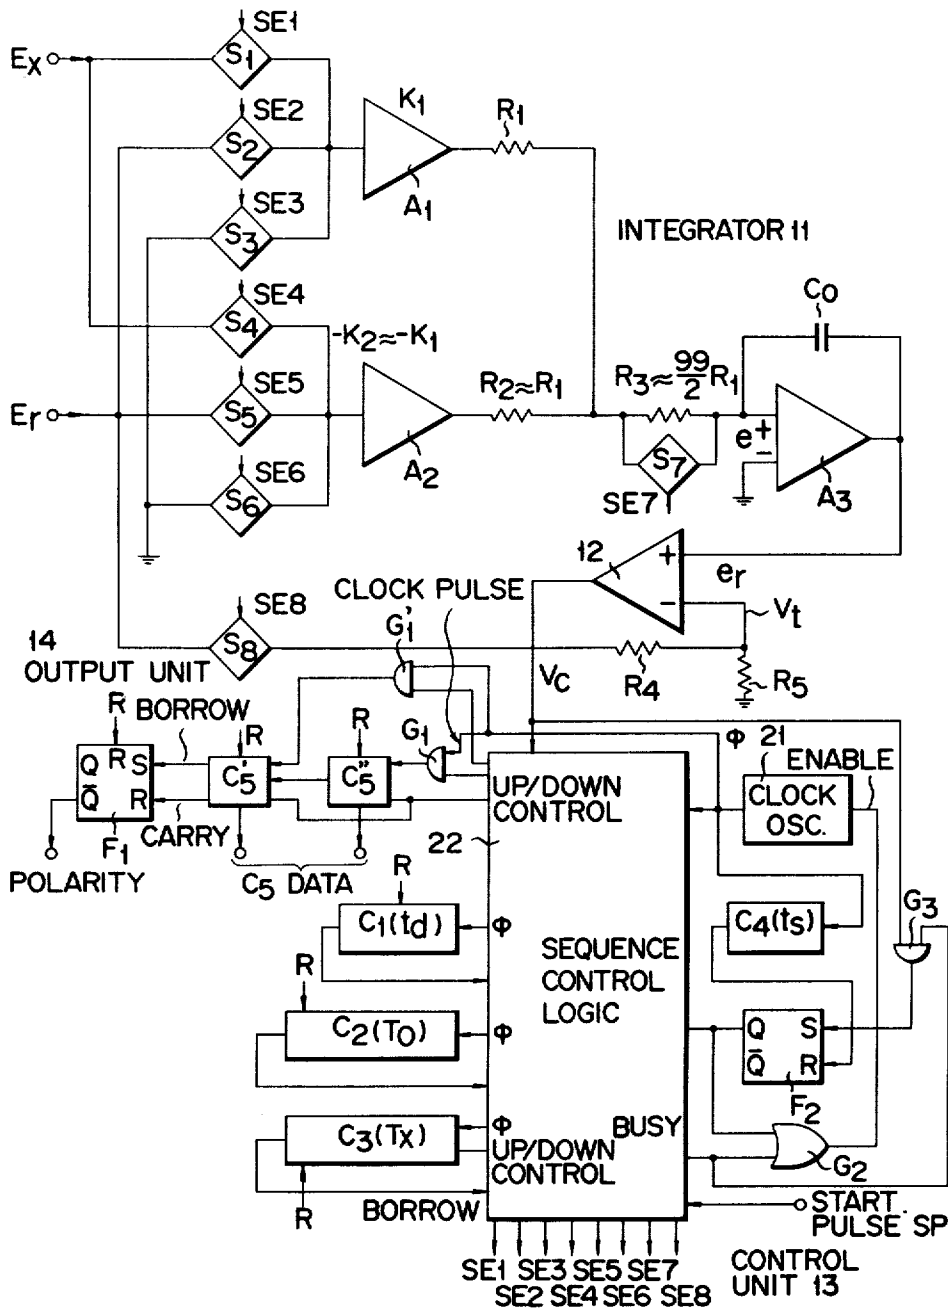 SE1
Ex
S1
SE2
S2
K1
R1
A1
SE3
S3
INTEGRATOR 11
SE4
S4
-K2≈-K1
Co
SE5
Er
S5
R2≈R1
R3≈99/2 R1
A2
e
+
-
S7
SE7
A3
SE6
S6
12
+
-
er
Vt
CLOCK PULSE
SE8
S8
G1'
Vc
R4
R5
14
OUTPUT UNIT
R
BORROW
R
R
G1
Φ
21
ENABLE
Q
R
S
Q̄
R
C5'
C5''
UP/DOWN
CONTROL
CLOCK
OSC.
F1
CARRY
22
POLARITY
C5 DATA
R
G3
C1(td)
Φ
C4(ts)
SEQUENCE
CONTROL
LOGIC
R
C2(To)
Φ
Q
S
Q̄
R
F2
C3(Tx)
Φ
BUSY
UP/DOWN
CONTROL
G2
R
BORROW
START
PULSE SP
SE1 SE3 SE5 SE7
SE2 SE4 SE6 SE8
CONTROL
UNIT 13